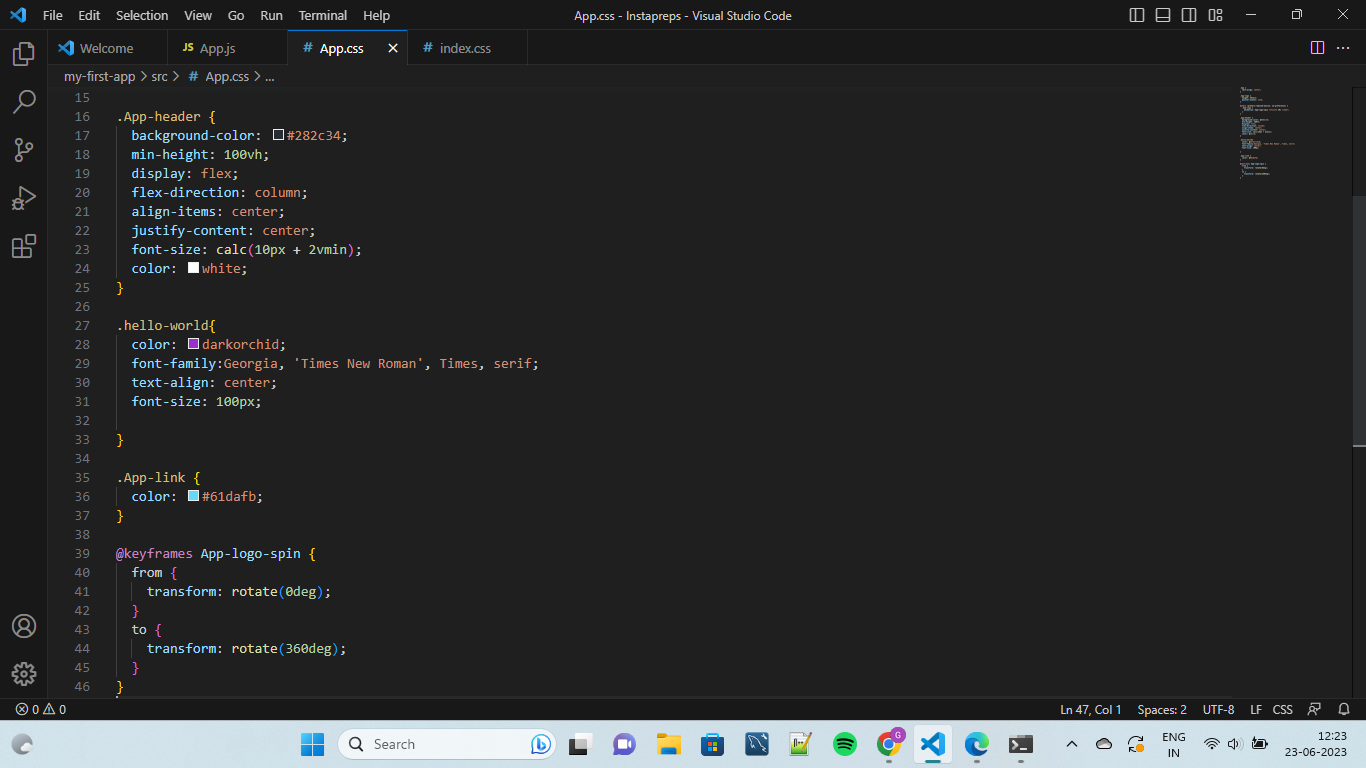 File Edit Selection View Go Run Terminal Help App.css - Instapreps - Visual Studio Code
Welcome JS App.js # App.css # index.css
my-first-app > src > # App.css > ...
15
16 .App-header {
17 background-color: #282c34;
18 min-height: 100vh;
19 display: flex;
20 flex-direction: column;
21 align-items: center;
22 justify-content: center;
23 font-size: calc(10px + 2vmin);
24 color: white;
25 }
26
27 .hello-world{
28 color: darkorchid;
29 font-family:Georgia, 'Times New Roman', Times, serif;
30 text-align: center;
31 font-size: 100px;
32
33 }
34
35 .App-link {
36 color: #61dafb;
37 }
38
39 @keyframes App-logo-spin {
40 from {
41 transform: rotate(0deg);
42 }
43 to {
44 transform: rotate(360deg);
45 }
46 }
0 0 Ln 47, Col 1 Spaces: 2 UTF-8 LF CSS
Search G ENG 12:23
IN 23-06-2023